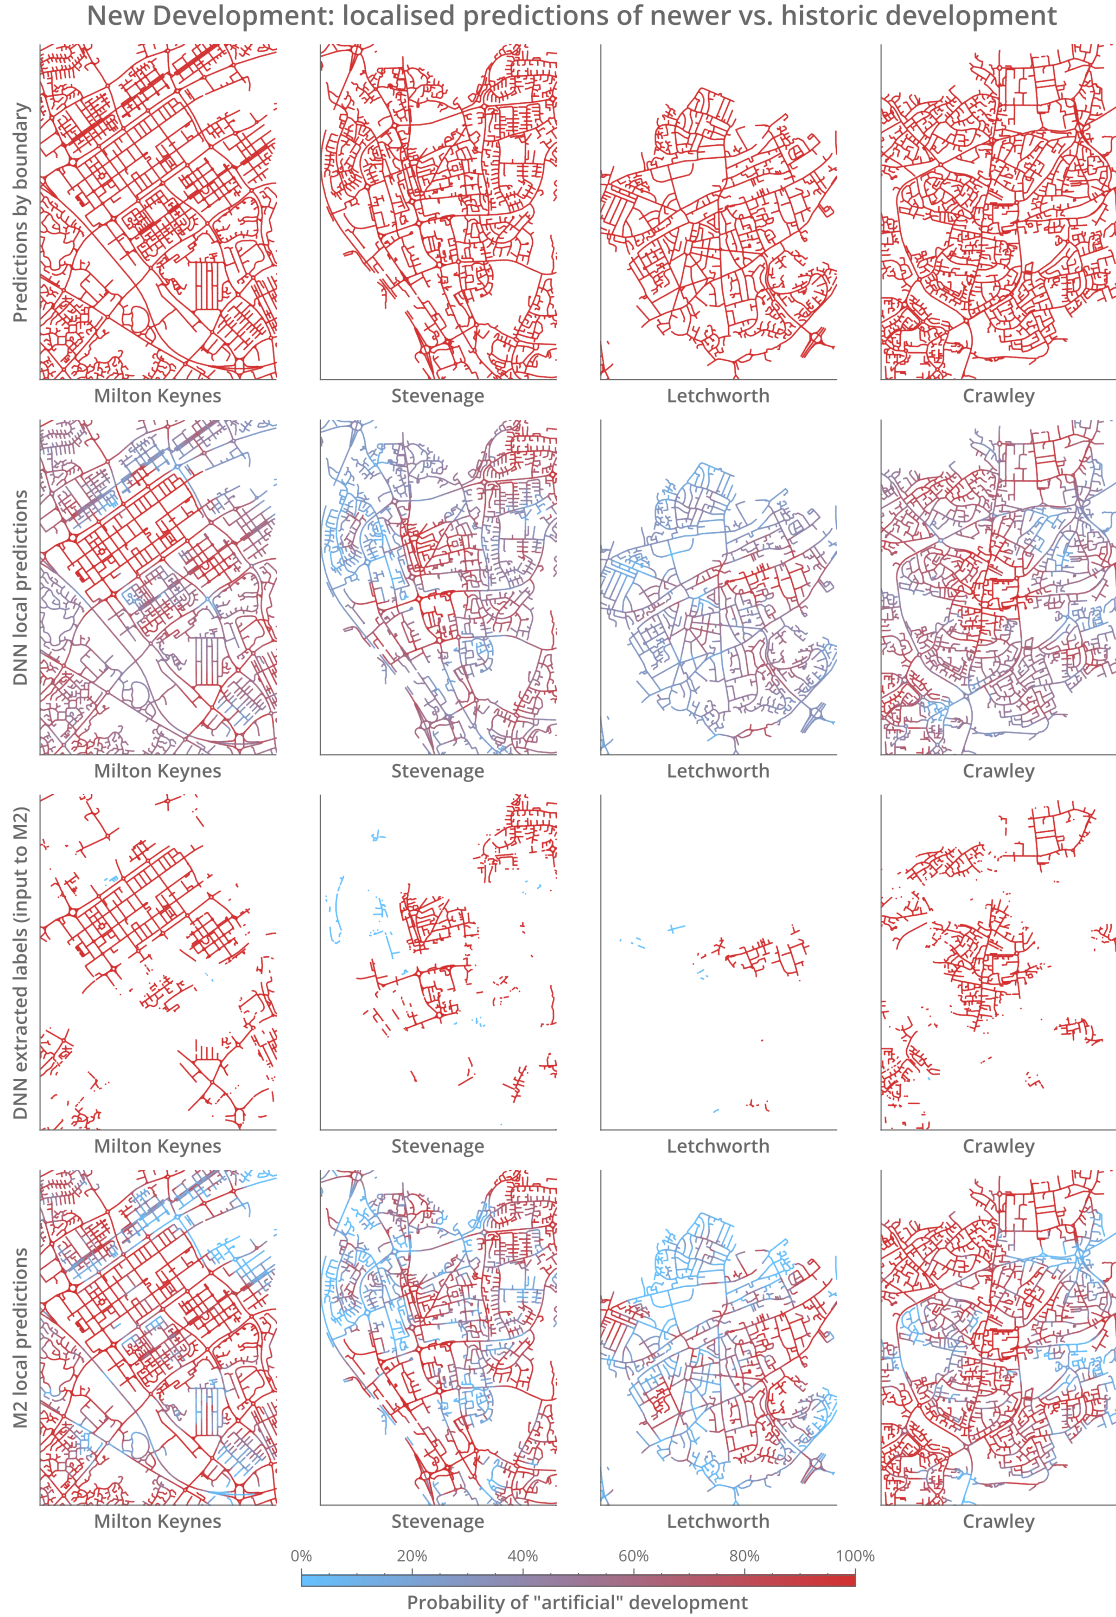 New Development: localised predictions of newer vs. historic development
Predictions by boundary
Milton Keynes
Stevenage
Letchworth
Crawley
DNN local predictions
Milton Keynes
Stevenage
Letchworth
Crawley
DNN extracted labels (input to M2)
Milton Keynes
Stevenage
Letchworth
Crawley
M2 local predictions
Milton Keynes
Stevenage
Letchworth
Crawley
0% 20% 40% 60% 80% 100%
Probability of "artificial" development